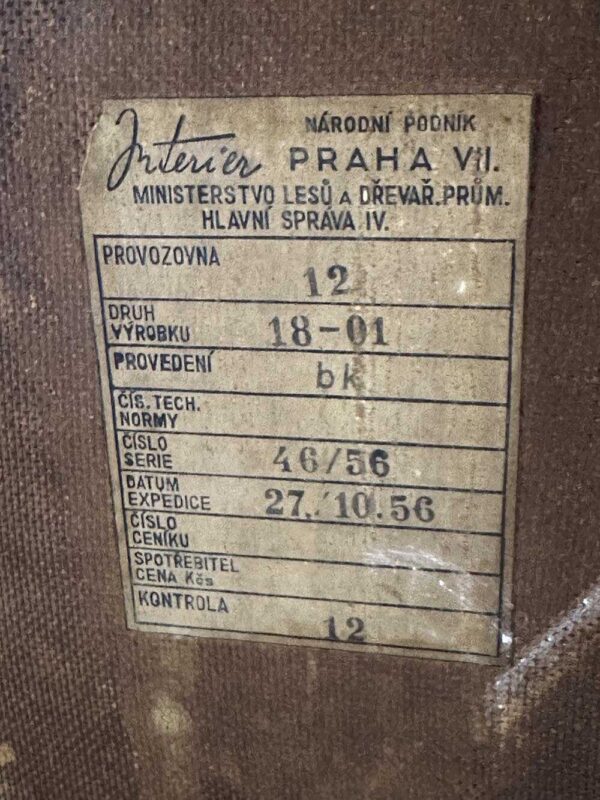 Interier NÁRODNÍ PODNIK
PRAHA VII.
MINISTERSTVO LESŮ A DŘEVAŘ. PRŮM.
HLAVNÍ SPRÁVA IV.
PROVOZOVNA 12
DRUH
VÝROBKU 18-01
PROVEDENÍ bk
ČÍS. TECH.
NORMY
ČÍSLO
SERIE 46/56
DATUM
EXPEDICE 27. 10.56
ČÍSLO
CENÍKU
SPOTŘEBITEL
CENA Kčs
KONTROLA 12